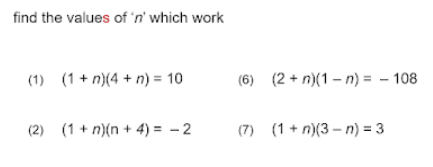 find the values of 'n' which work
(1) (1 + n)(4 + n) = 10
(6) (2 + n)(1 – n) = – 108
(2) (1 + n)(n + 4) = – 2
(7) (1 + n)(3 – n) = 3